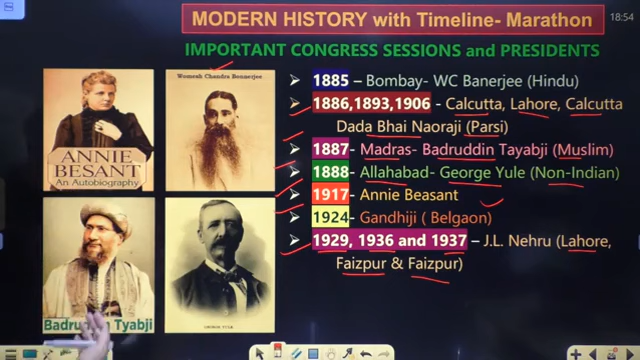 MODERN HISTORY with Timeline- Marathon
18:54
IMPORTANT CONGRESS SESSIONS and PRESIDENTS
1885 – Bombay- WC Banerjee (Hindu)
1886,1893,1906 - Calcutta, Lahore, Calcutta
Dada Bhai Naoraji (Parsi)
1887- Madras- Badruddin Tayabji (Muslim)
1888- Allahabad- George Yule (Non-Indian)
1917- Annie Beasant
1924- Gandhiji ( Belgaon)
1929, 1936 and 1937 – J.L. Nehru (Lahore,
Faizpur & Faizpur)
ANNIE
BESANT
An Autobiography
Womesh Chandra Bonnerjee
Tyabji
GEORGE YULE